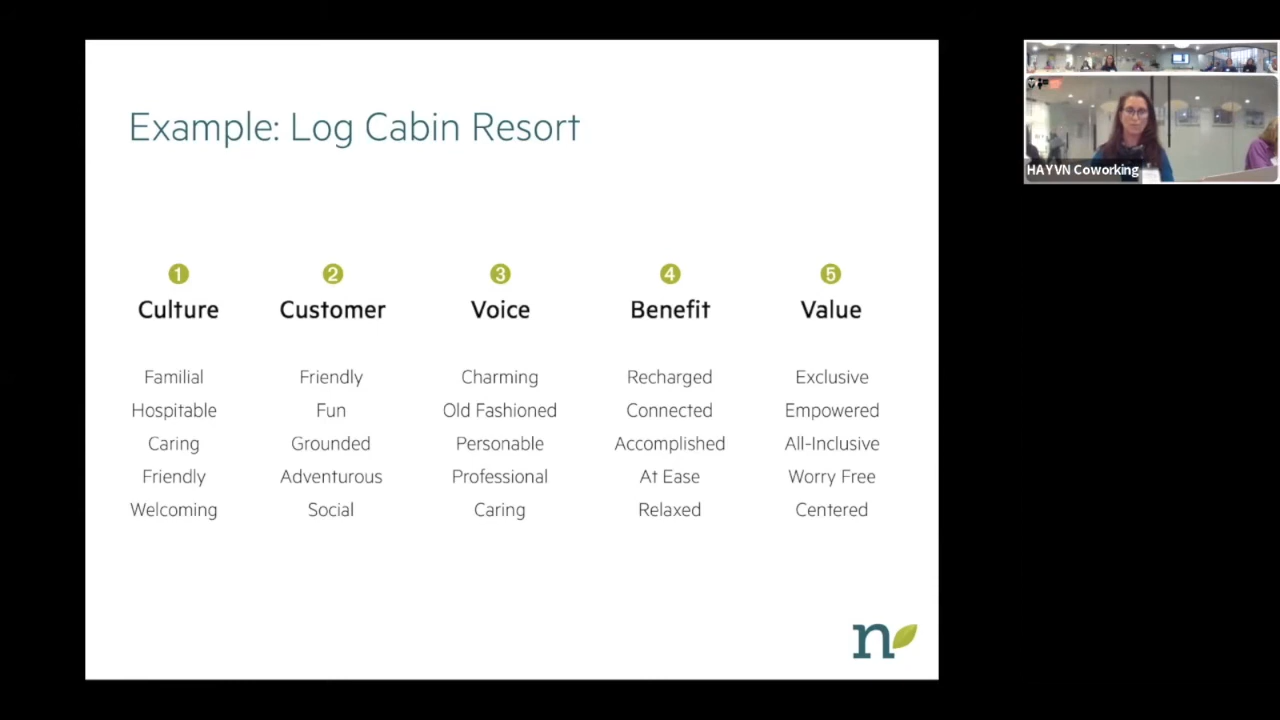 Example: Log Cabin Resort
1 2 3 4 5
Culture Customer Voice Benefit Value
Familial Friendly Charming Recharged Exclusive
Hospitable Fun Old Fashioned Connected Empowered
Caring Grounded Personable Accomplished All-Inclusive
Friendly Adventurous Professional At Ease Worry Free
Welcoming Social Caring Relaxed Centered
n
HAYVN Coworking